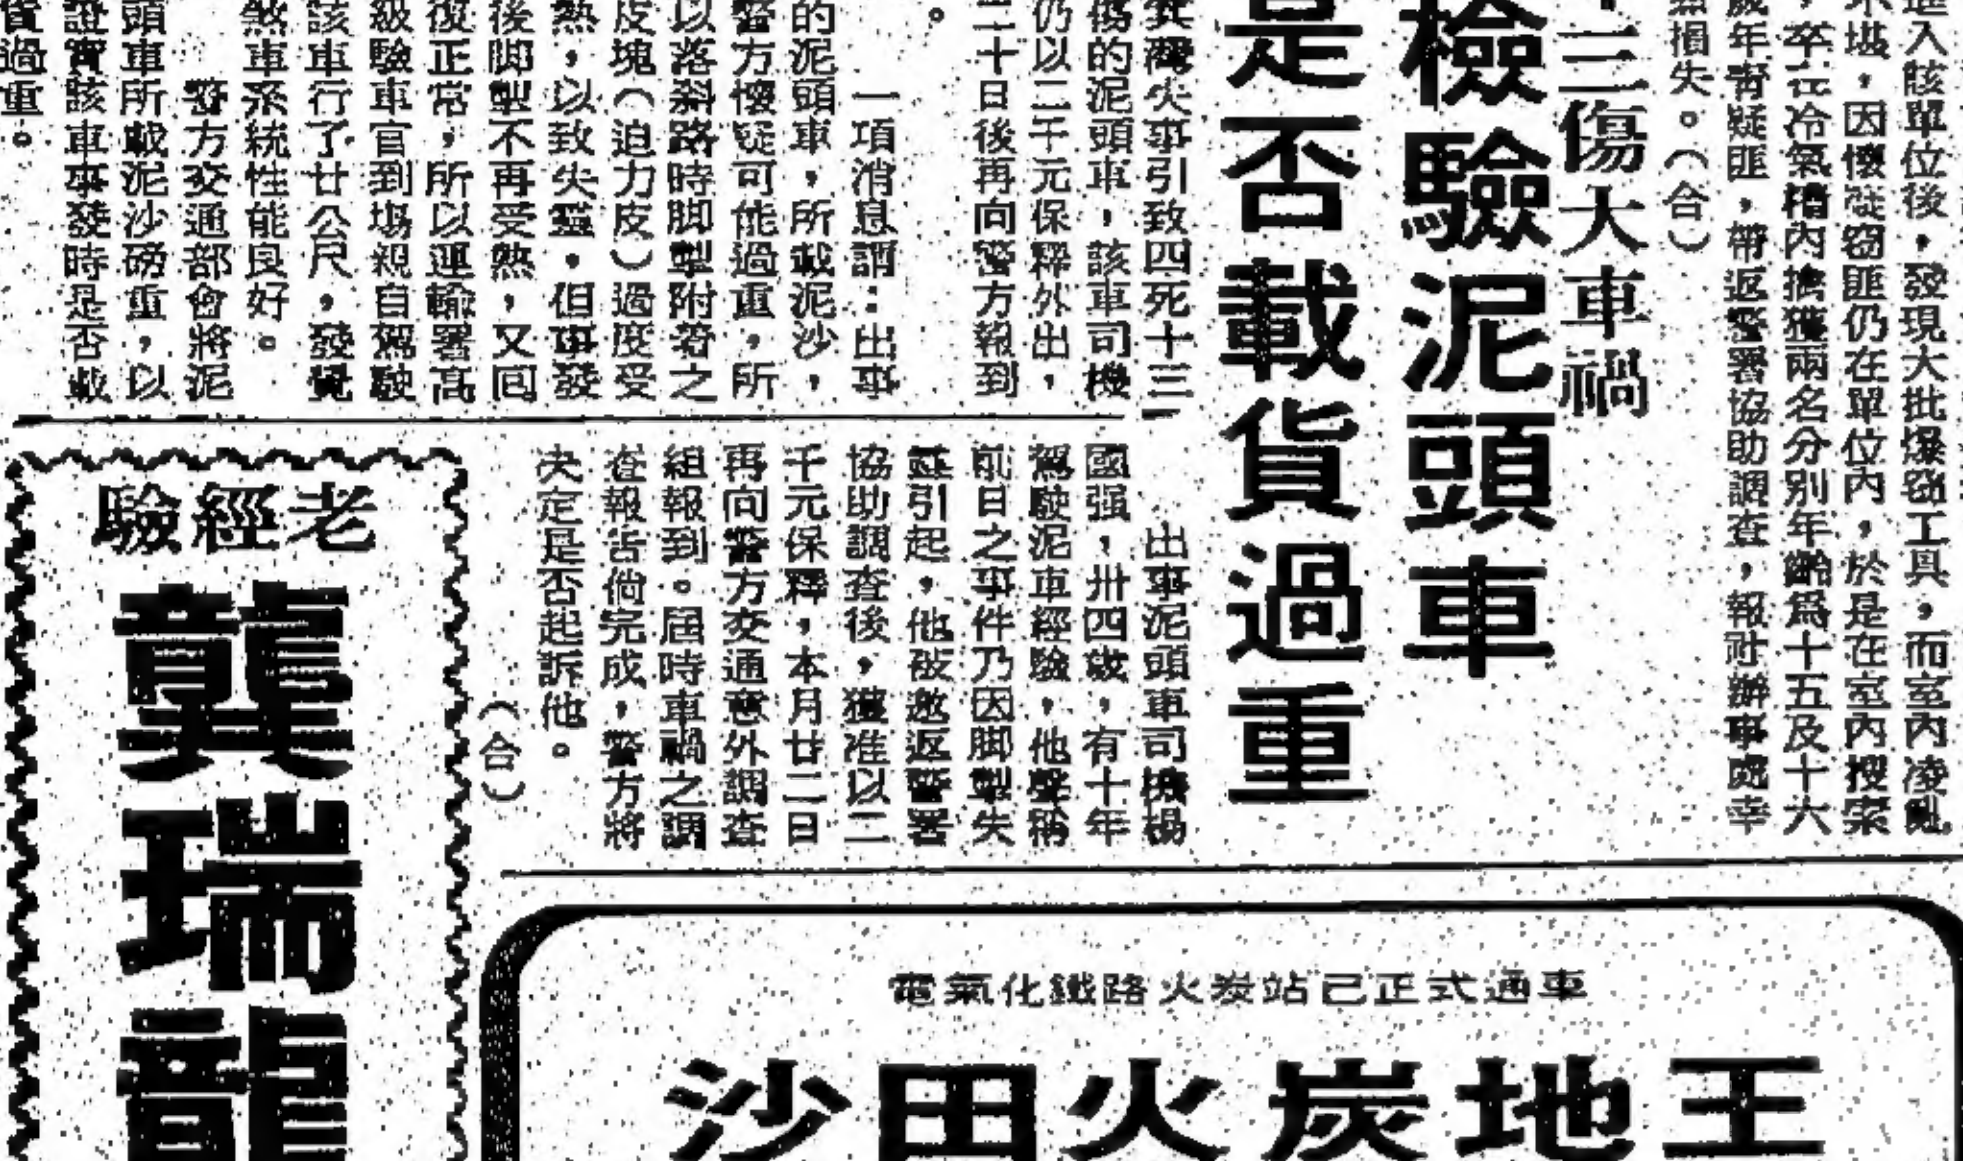 進入該單位後，發現大批爆竊工具，而室內凌亂
不堪，因懷疑竊匪仍在單位內，於是在室內搜索
，卒在冷氣槽內擒獲兩名分別年齡為十五及十六
歲年青疑匪，帶返警署協助調查，報訛辦事處幸
無損失。（合）
十三傷大車禍
檢驗泥頭車
是否載貨過重
箕灣失事引致四死十三
傷的泥頭車，該車司機
仍以二千元保釋外出，
二十日後再向警方報到
。
一項消息謂：出事
的泥頭車，所載泥沙，
警方懷疑可能過重，所
以落斜路時脚掣附着之
皮塊（迫力皮）過度受
熱，以致失靈，但事發
後脚掣不再受熱，又回
復正常，所以運輸署高
級驗車官到場親自駕駛
該車行了廿公尺，發覺
煞車系統性能良好。
警方交通部會將泥
頭車所載泥沙磅重，以
證實該車事發時是否載
貨過重。
出事泥頭車司機楊
國强，卅四歲，有十年
駕駛泥車經驗，他聲稱
前日之事件乃因脚掣失
靈引起，他被邀返警署
協助調查後，獲准以二
千元保釋，本月廿二日
再向警方交通意外調查
組報到。屆時車禍之調
查報告倘完成，警方將
決定是否起訴他。
（合）
老經驗
龔瑞龍
電氣化鐵路火炭站已正式通車
沙田火炭地王